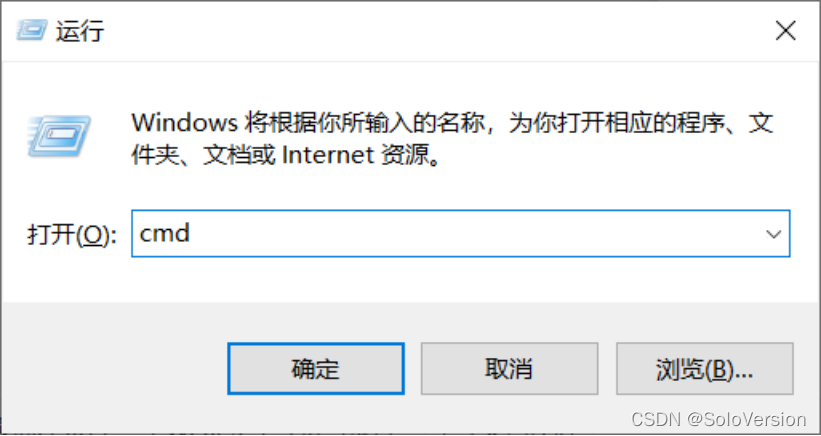 运行
Windows 将根据你所输入的名称，为你打开相应的程序、文
件夹、文档或 Internet 资源。
打开(O): cmd
确定 取消 浏览(B)...
CSDN @SoloVersion